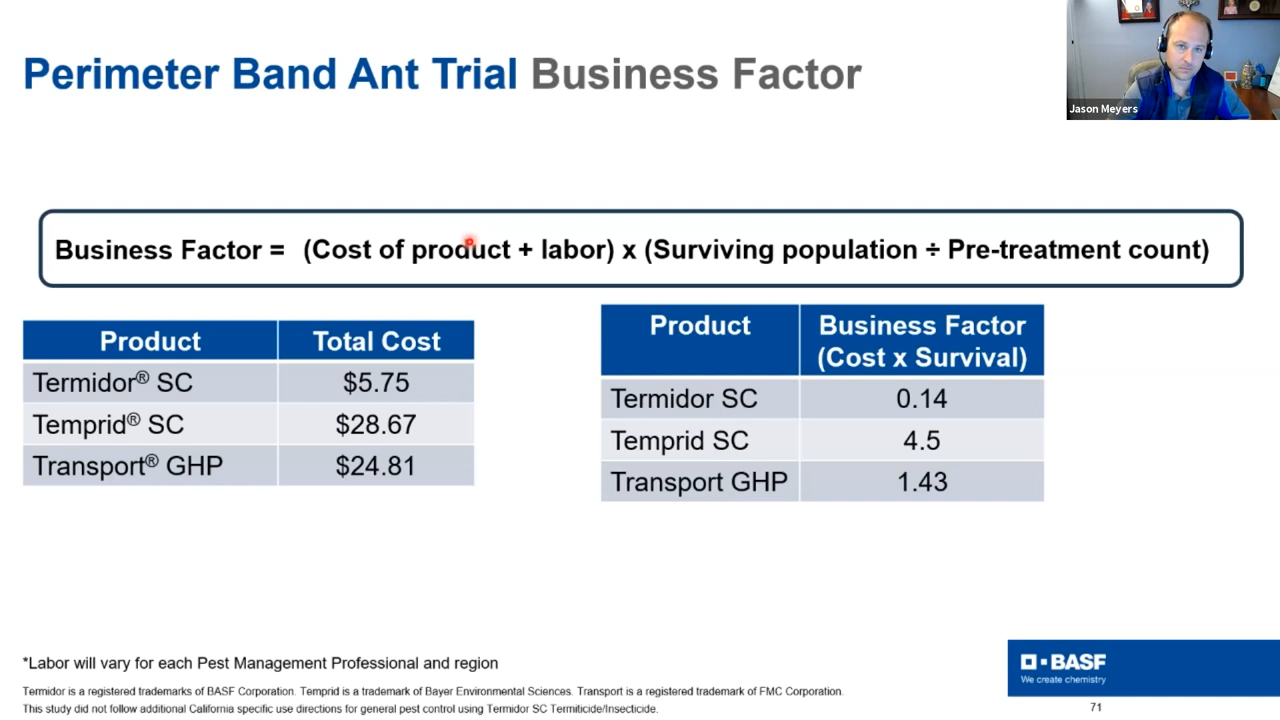 Perimeter Band Ant Trial Business Factor
Jason Meyers
Business Factor = (Cost of product + labor) x (Surviving population ÷ Pre-treatment count)
Product Total Cost
Termidor® SC $5.75
Temprid® SC $28.67
Transport® GHP $24.81
Product Business Factor
(Cost x Survival)
Termidor SC 0.14
Temprid SC 4.5
Transport GHP 1.43
*Labor will vary for each Pest Management Professional and region
Termidor is a registered trademarks of BASF Corporation. Temprid is a trademark of Bayer Environmental Sciences. Transport is a registered trademark of FMC Corporation.
This study did not follow additional California specific use directions for general pest control using Termidor SC Termiticide/Insecticide.
BASF
We create chemistry
71